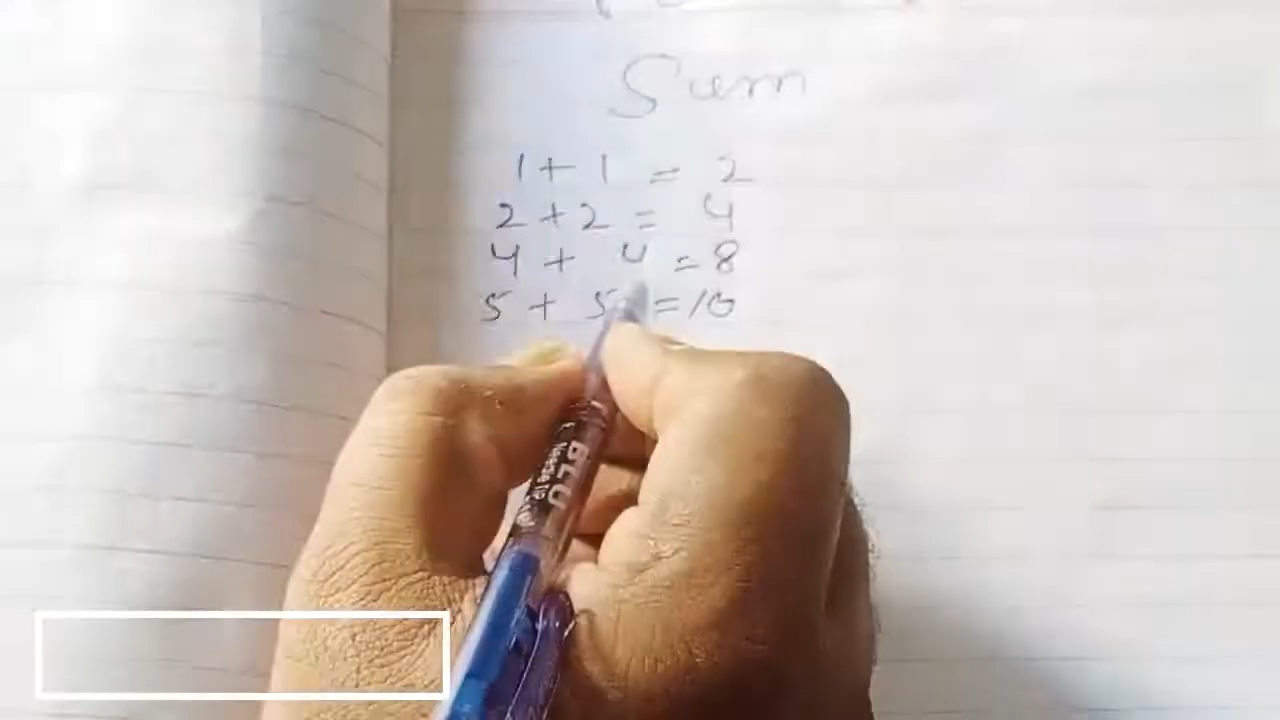 Sum
1 + 1 = 2
2 + 2 = 4
4 + 4 = 8
5 + 5 = 10